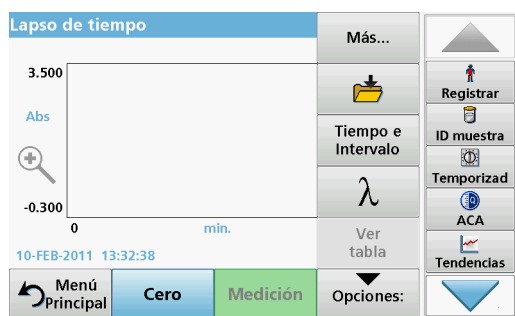 Lapso de tiempo
Más...
3.500
Abs
-0.300
0
min.
10-FEB-2011 13:32:38
Tiempo e
Intervalo
λ
Ver
tabla
Menú
Principal
Cero
Medición
Opciones:
Registrar
ID muestra
Temporizad
ACA
Tendencias